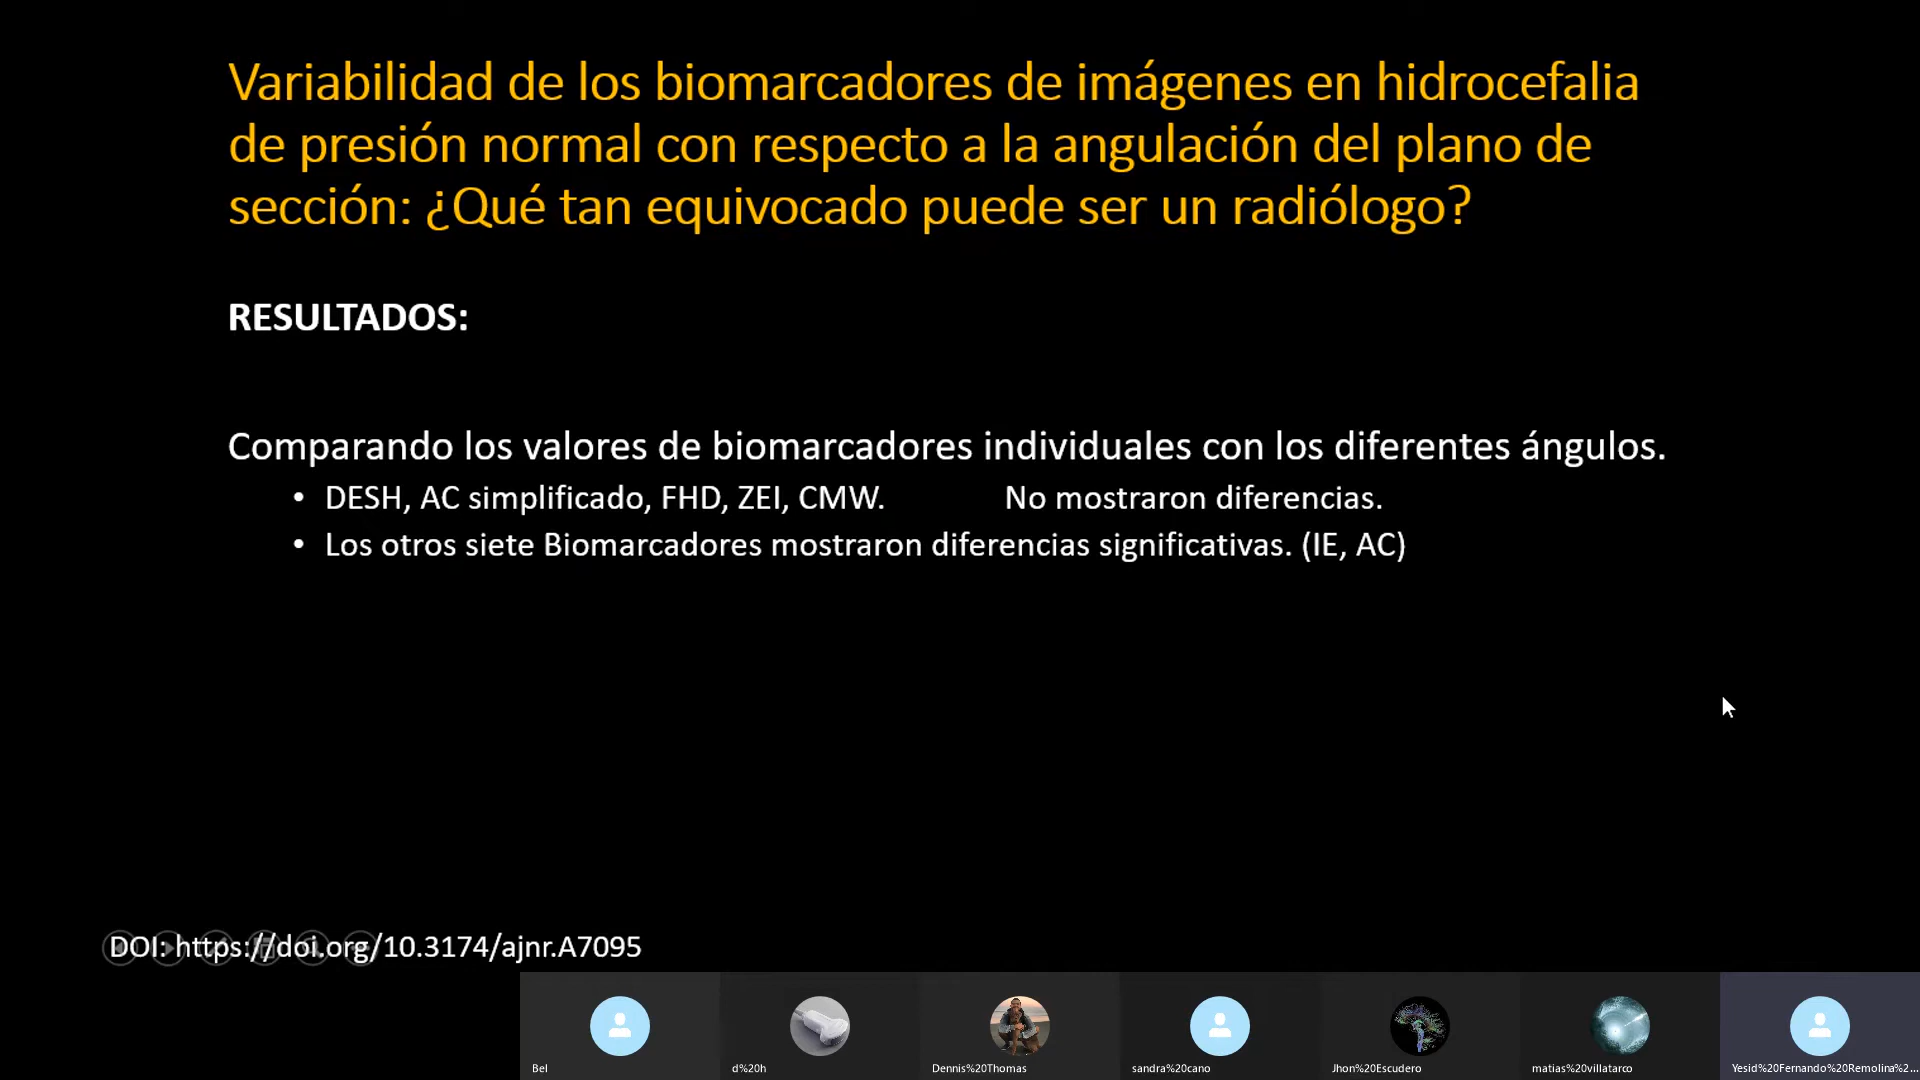 Variabilidad de los biomarcadores de imágenes en hidrocefalia
de presión normal con respecto a la angulación del plano de
sección: ¿Qué tan equivocado puede ser un radiólogo?
RESULTADOS:
Comparando los valores de biomarcadores individuales con los diferentes ángulos.
• DESH, AC simplificado, FHD, ZEI, CMW. No mostraron diferencias.
• Los otros siete Biomarcadores mostraron diferencias significativas. (IE, AC)
DOI: https://doi.org/10.3174/ajnr.A7095
Bel
d%20h
Dennis%20Thomas
sandra%20cano
Jhon%20Escudero
matias%20villatarco
Yesid%20Fernando%20Remolina%2...